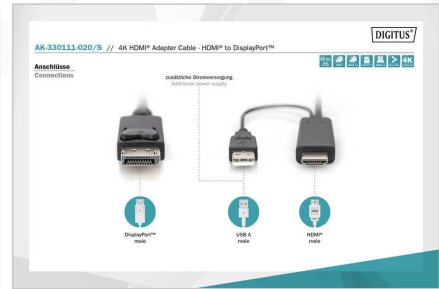 DIGITUS®
AK-330111-020/S // 4K HDMI® Adapter Cable - HDMI® to DisplayPort™
4K
Anschlüsse
Connections
zusätzliche Stromversorgung
Additional power supply
DisplayPort™
male
USB A
male
HDMI®
male